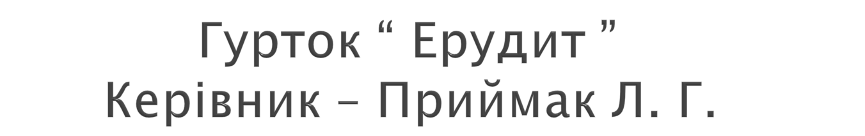 Гурток “ Ерудит ”
Керівник – Приймак Л. Г.